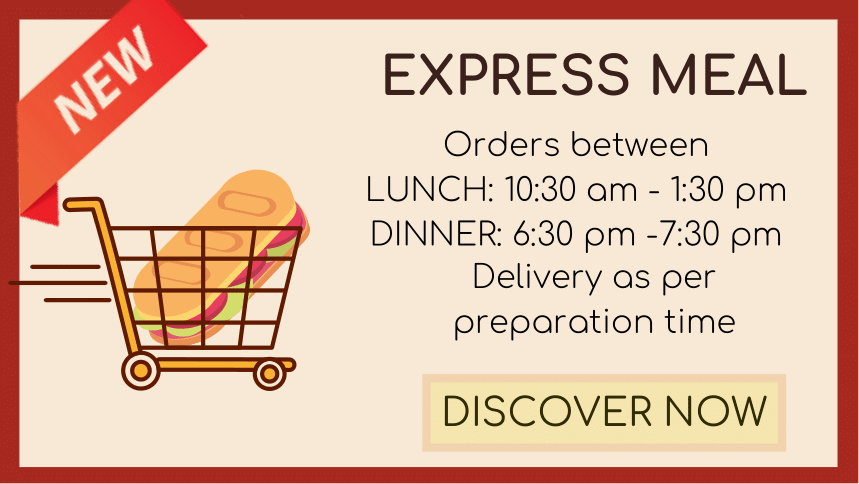 NEW
EXPRESS MEAL
Orders between
LUNCH: 10:30 am - 1:30 pm
DINNER: 6:30 pm -7:30 pm
Delivery as per
preparation time
DISCOVER NOW